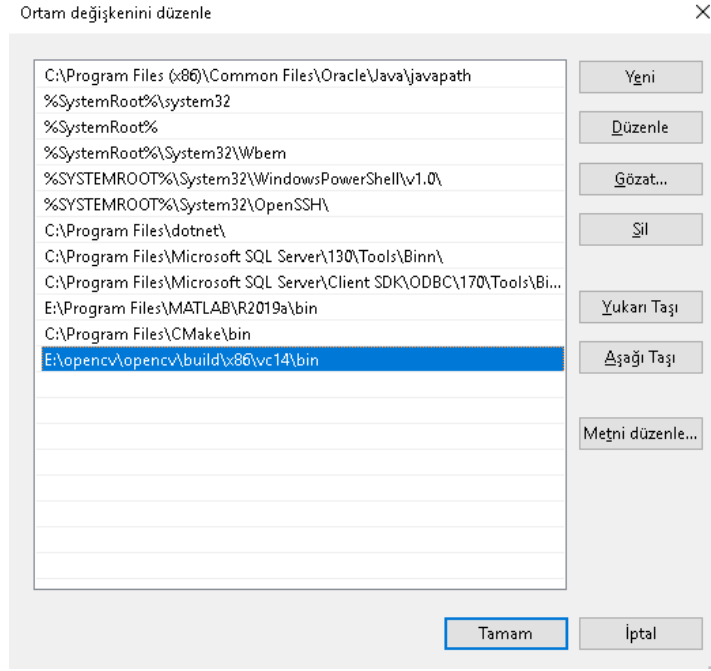 Ortam değişkenini düzenle
C:\Program Files (x86)\Common Files\Oracle\Java\javapath
%SystemRoot%\system32
%SystemRoot%
%SystemRoot%\System32\Wbem
%SYSTEMROOT%\System32\WindowsPowerShell\v1.0\
%SYSTEMROOT%\System32\OpenSSH\
C:\Program Files\dotnet\
C:\Program Files\Microsoft SQL Server\130\Tools\Binn\
C:\Program Files\Microsoft SQL Server\Client SDK\ODBC\170\Tools\Bi...
E:\Program Files\MATLAB\R2019a\bin
C:\Program Files\CMake\bin
E:\opencv\opencv\build\x86\vc14\bin
Yeni
Düzenle
Gözat...
Sil
Yukarı Taşı
Aşağı Taşı
Metni düzenle...
Tamam
İptal